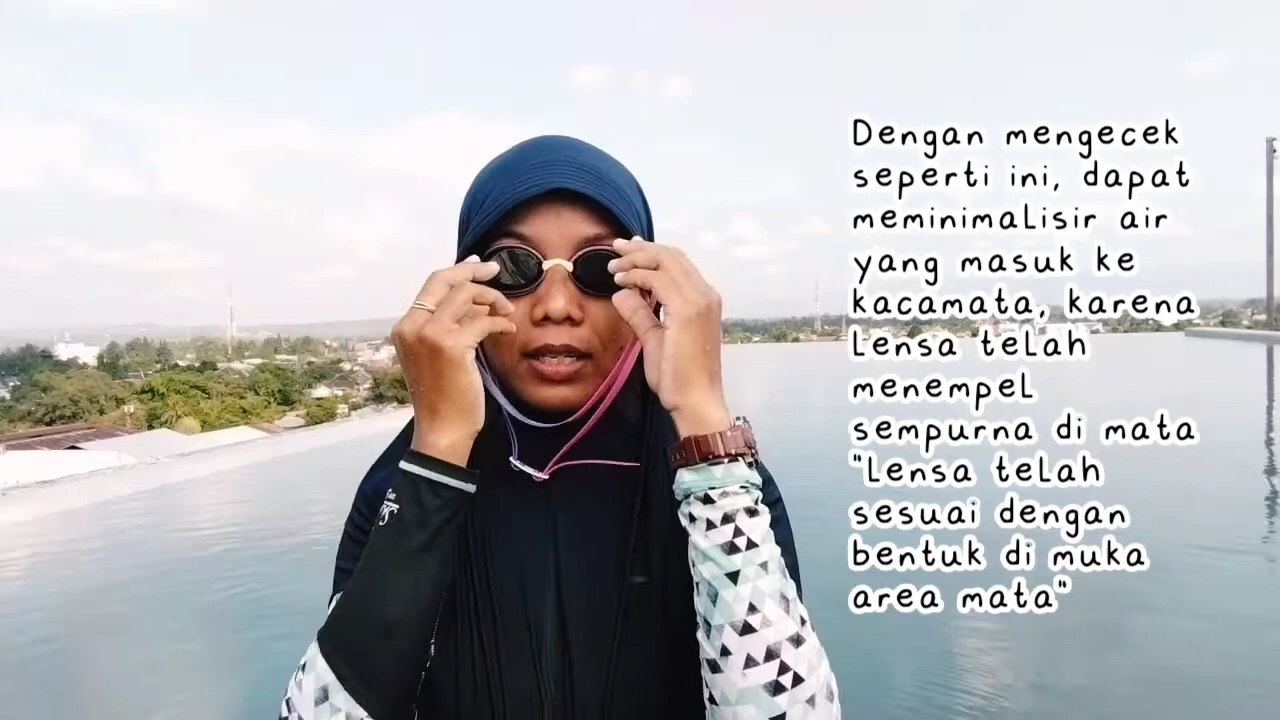 Dengan mengecek
seperti ini, dapat
meminimalisir air
yang masuk ke
kacamata, karena
Lensa telah
menempel
sempurna di mata
"Lensa telah
sesuai dengan
bentuk di muka
area mata"